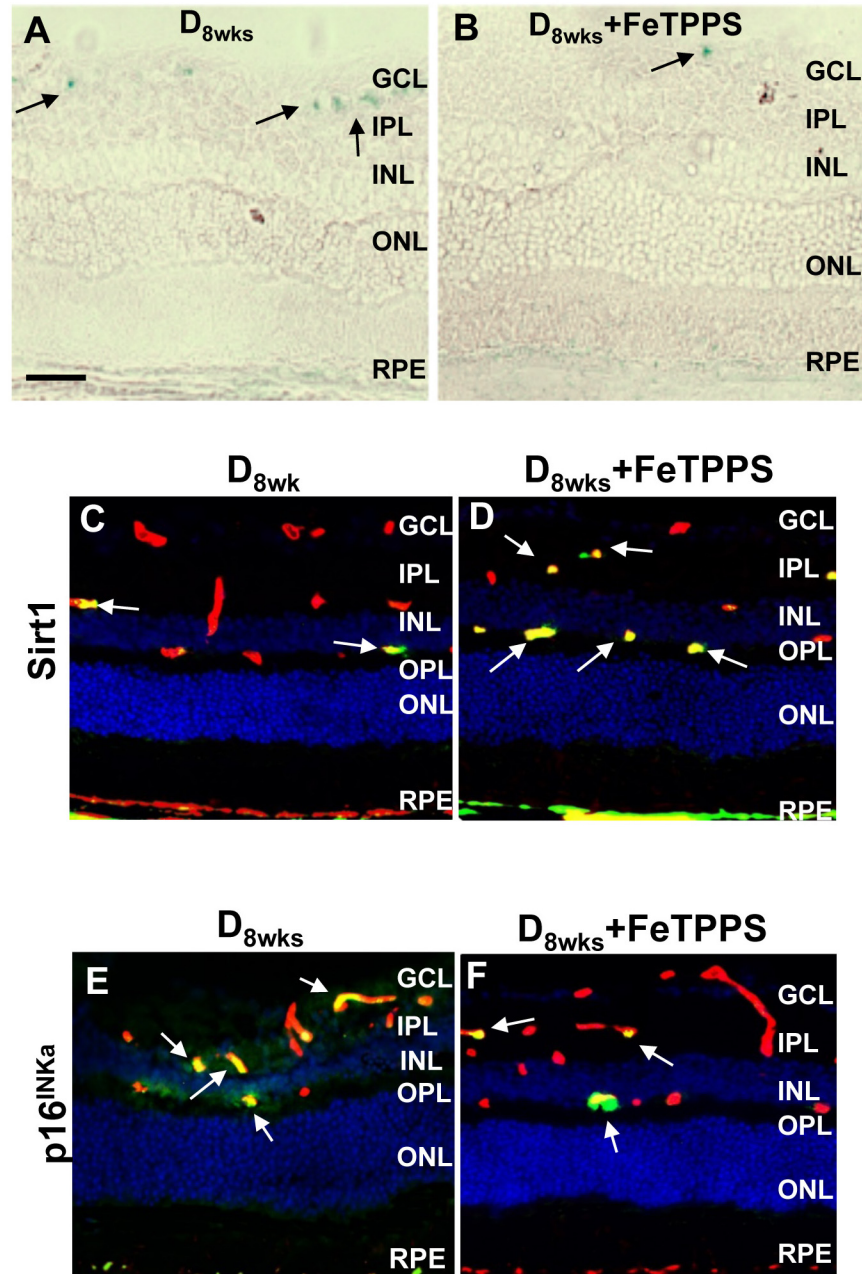 A
D8wks
GCL
IPL
INL
ONL
RPE
B
D8wks+FeTPPS
GCL
IPL
INL
ONL
RPE
Sirt1
D8wk
C
GCL
IPL
INL
OPL
ONL
RPE
D8wks+FeTPPS
D
GCL
IPL
INL
OPL
ONL
RPE
p16INKa
D8wks
E
GCL
IPL
INL
OPL
ONL
RPE
D8wks+FeTPPS
F
GCL
IPL
INL
OPL
ONL
RPE